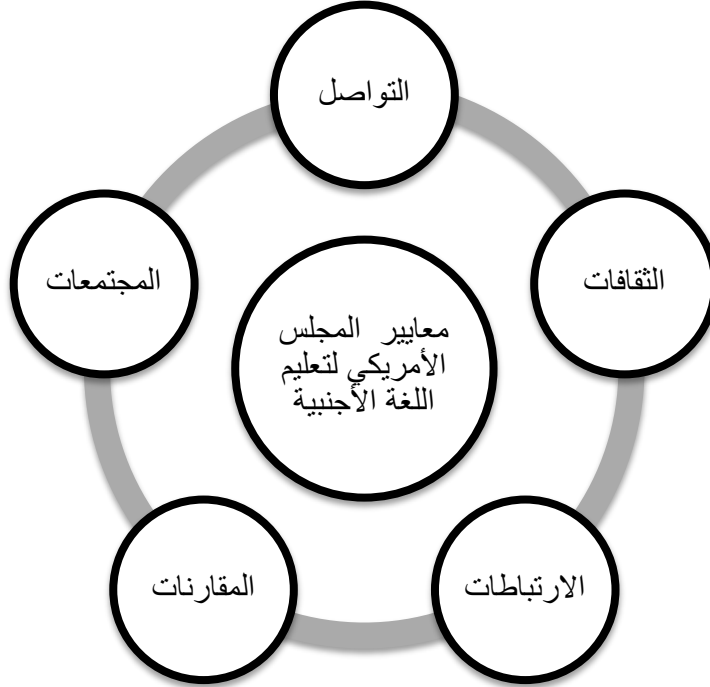 التواصل
الثقافات
الارتباطات
المقارنات
المجتمعات
معايير المجلس
الأمريكي لتعليم
اللغة الأجنبية